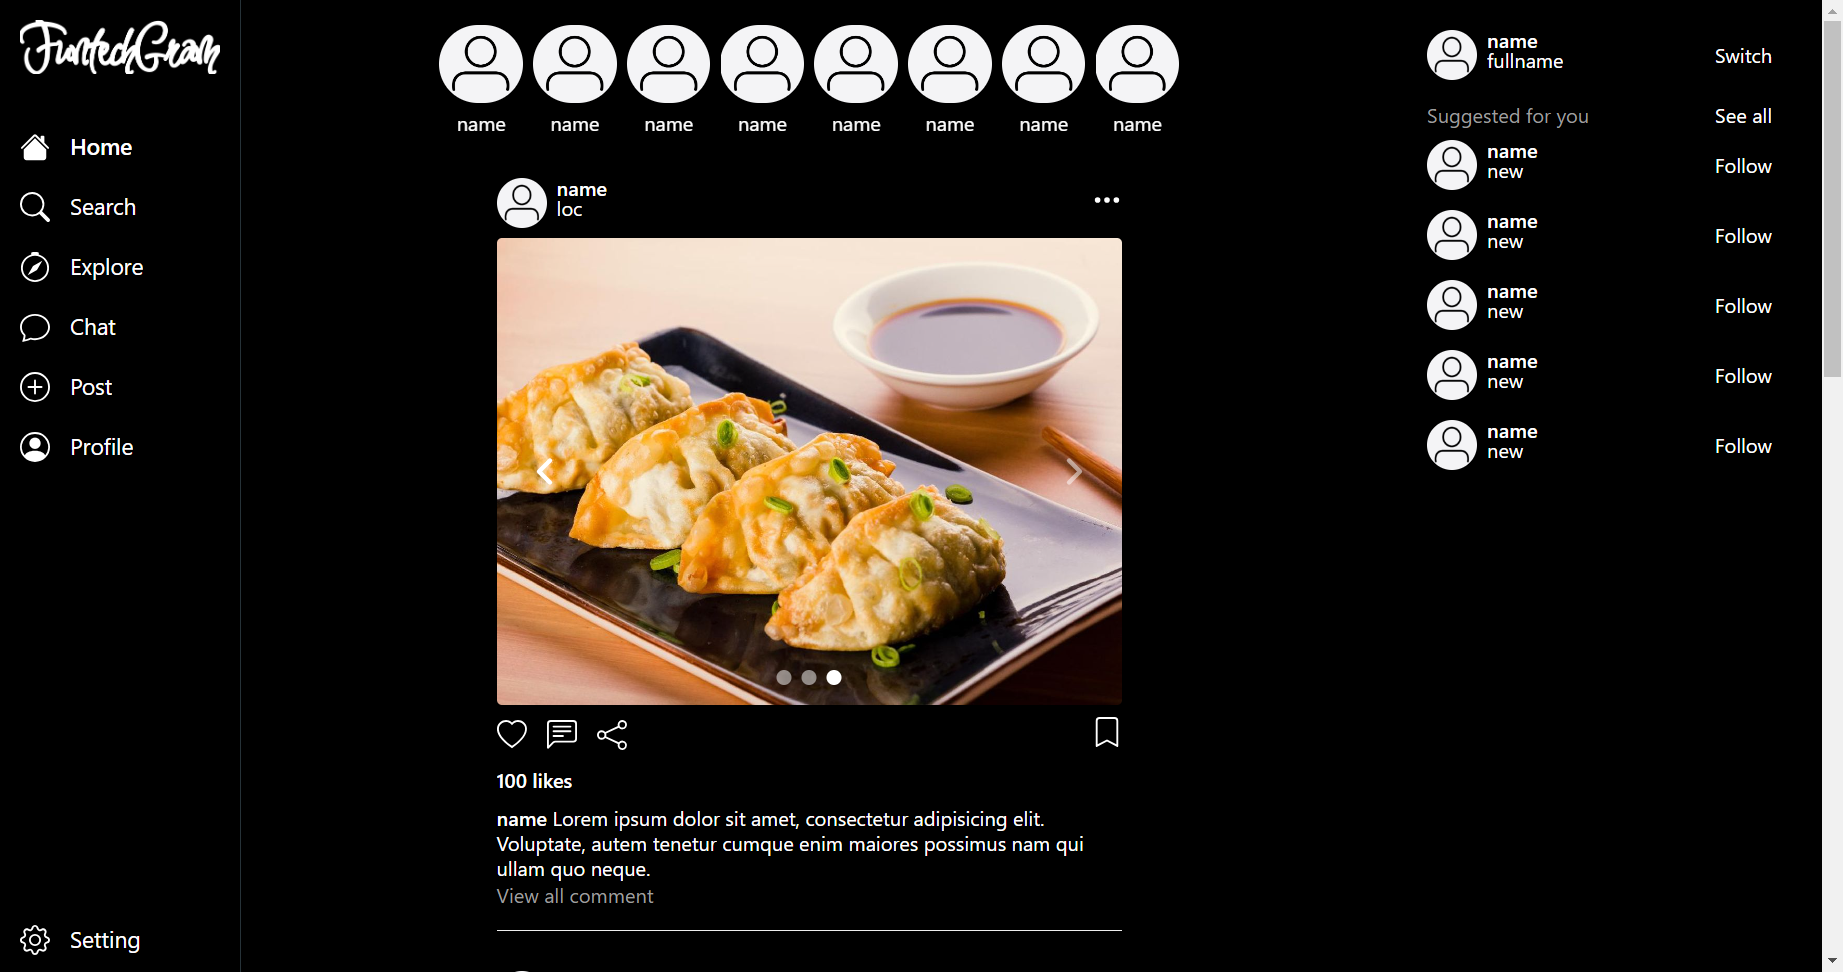 FuntechGram
Home
Search
Explore
Chat
Post
Profile
Setting
name name name name name name name name
name
loc
100 likes
name Lorem ipsum dolor sit amet, consectetur adipisicing elit.
Voluptate, autem tenetur cumque enim maiores possimus nam qui
ullam quo neque.
View all comment
name
fullname
Switch
Suggested for you See all
name
new
Follow
name
new
Follow
name
new
Follow
name
new
Follow
name
new
Follow